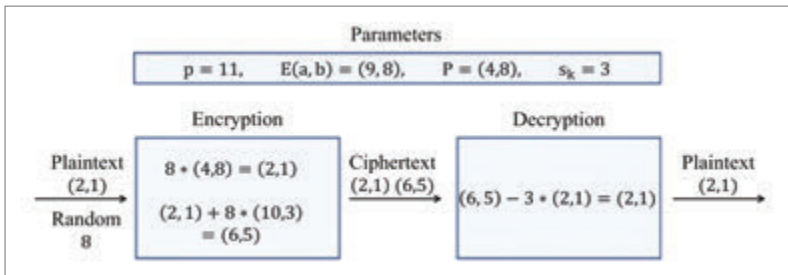 Parameters
p = 11, E(a, b) = (9, 8), P = (4,8), sₖ = 3
Encryption
Decryption
Plaintext
(2,1)
Random
8
8 * (4,8) = (2,1)
(2, 1) + 8 * (10,3)
= (6,5)
Ciphertext
(2,1) (6,5)
(6, 5) − 3 * (2,1) = (2,1)
Plaintext
(2,1)